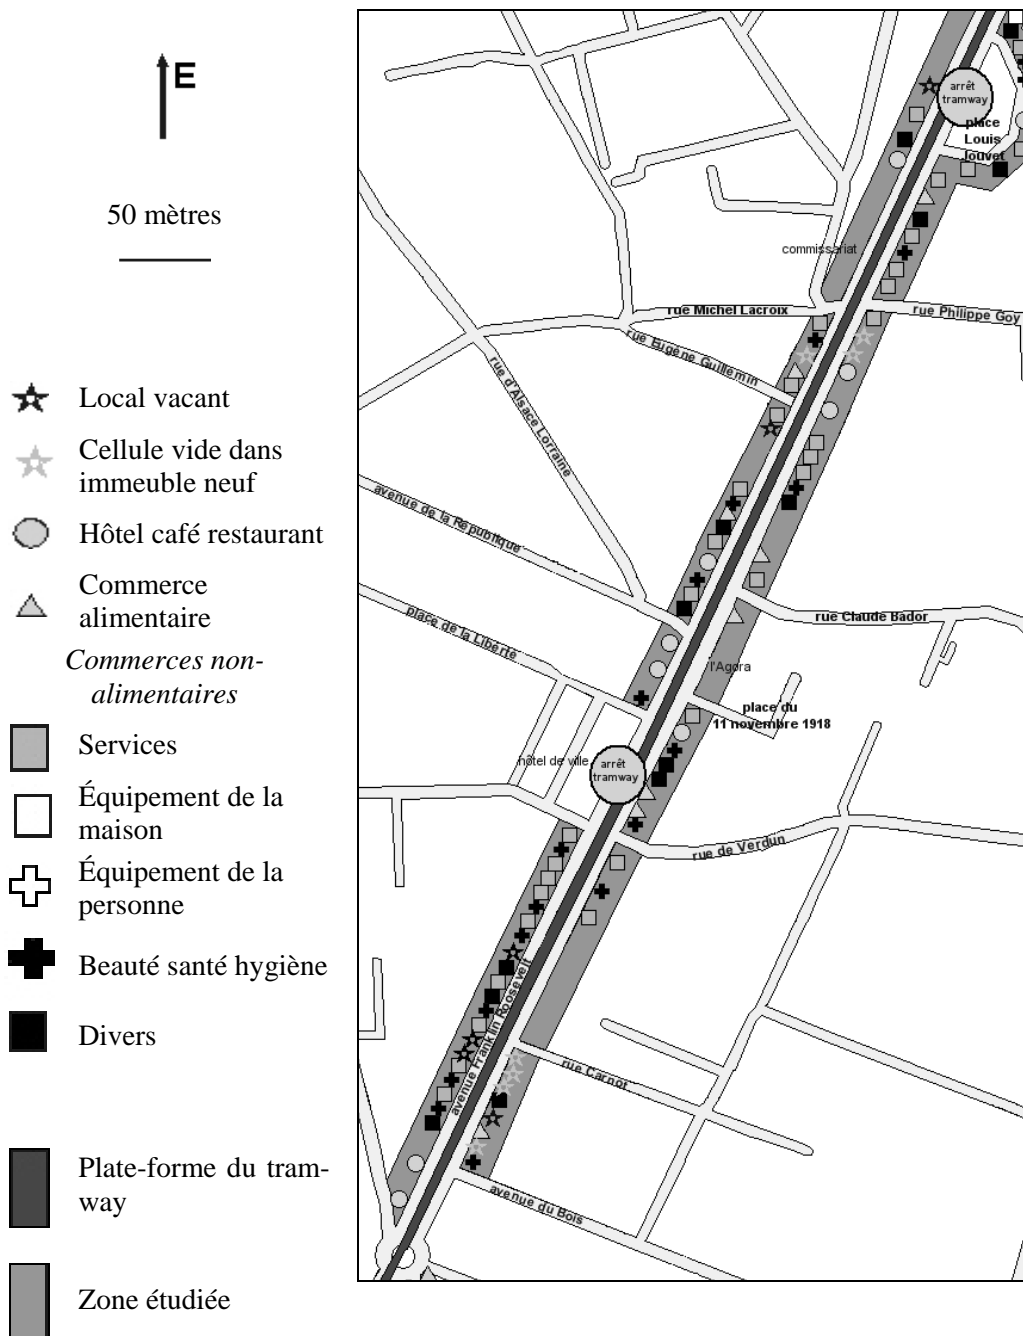 E
50 mètres
Local vacant
Cellule vide dans
immeuble neuf
Hôtel café restaurant
Commerce
alimentaire
Commerces non-
alimentaires
Services
Équipement de la
maison
Équipement de la
personne
Beauté santé hygiène
Divers
Plate-forme du tram-
way
Zone étudiée
arrêt
tramway
place
Louis
Jouvet
commissariat
rue Michel Lacroix
rue Philippe Goy
rue Eugène Guillemin
rue d'Alsace Lorraine
avenue de la République
place de la Liberté
rue Claude Bador
l'Agora
place du
11 novembre 1918
hôtel de ville
arrêt
tramway
rue de Verdun
avenue Franklin Roosevelt
rue Carnot
avenue du Bois